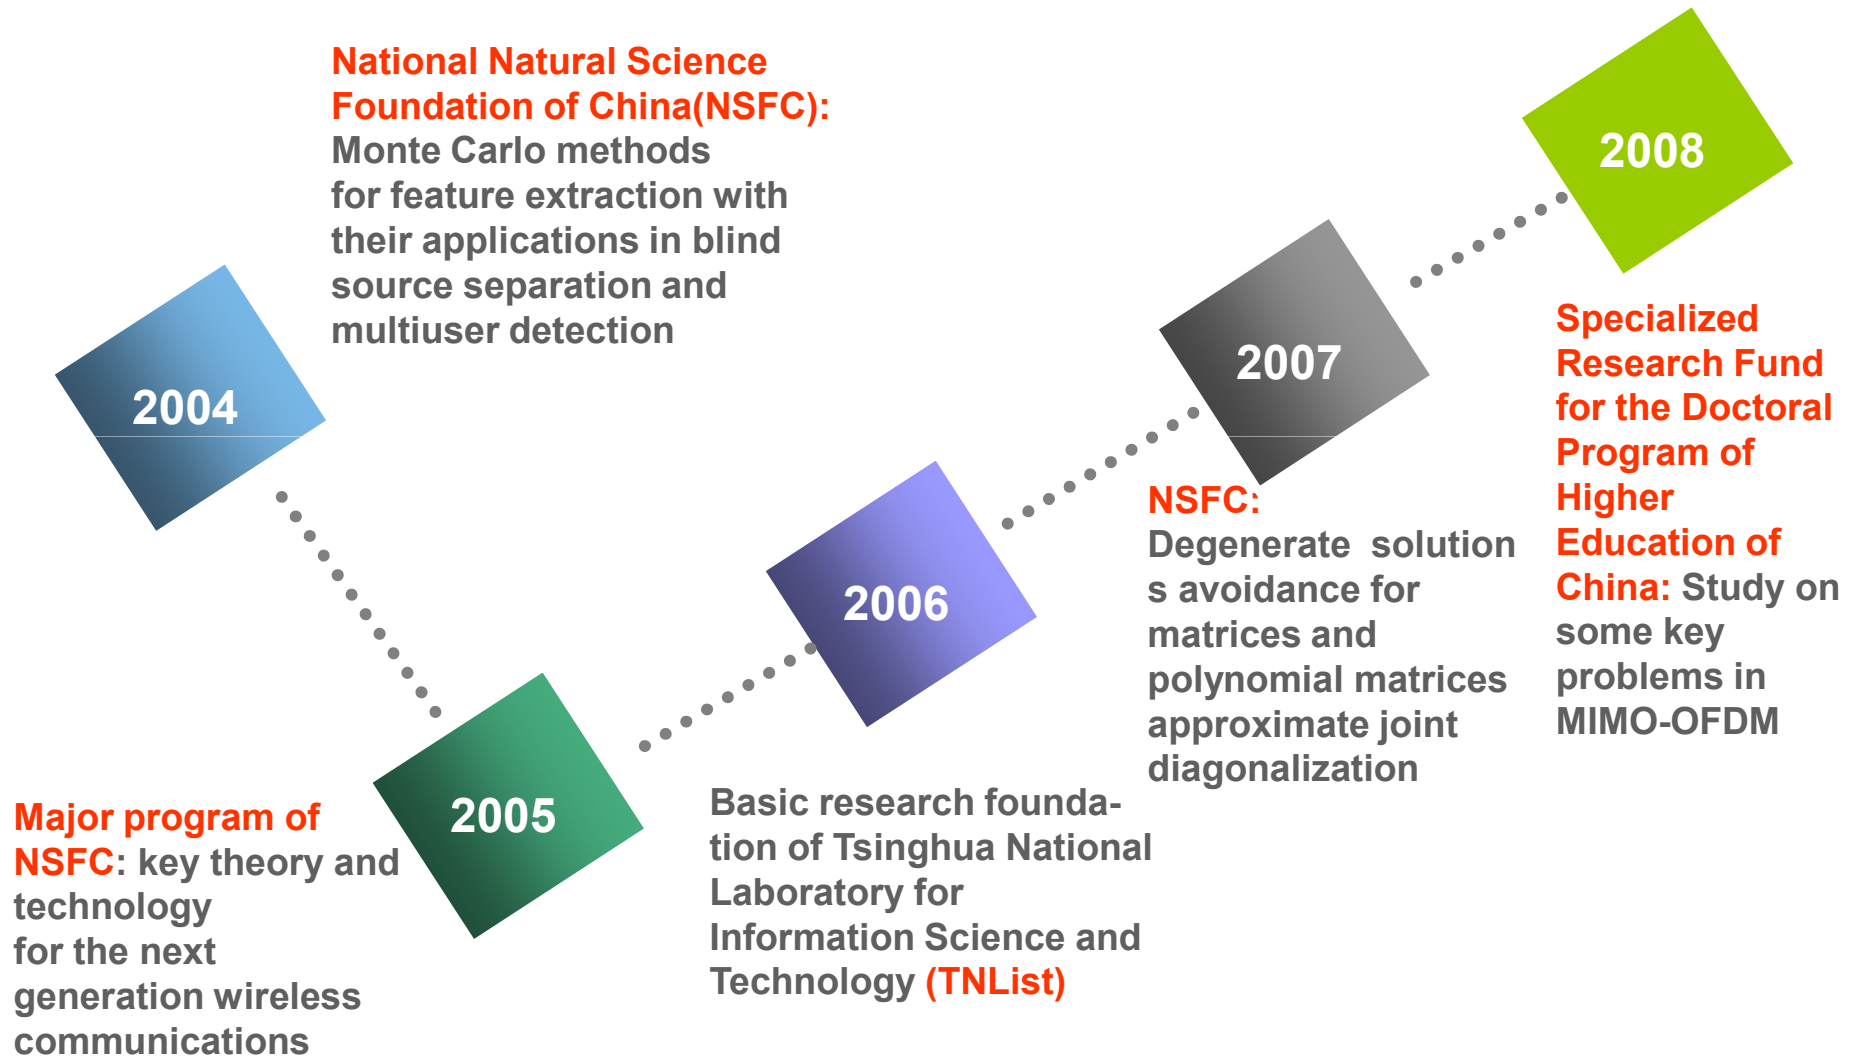 2004
National Natural Science
Foundation of China(NSFC):
Monte Carlo methods
for feature extraction with
their applications in blind
source separation and
multiuser detection
2005
Major program of
NSFC: key theory and
technology
for the next
generation wireless
communications
2006
Basic research founda-
tion of Tsinghua National
Laboratory for
Information Science and
Technology (TNList)
2007
NSFC:
Degenerate  solution
s avoidance for
matrices and
polynomial matrices
approximate joint
diagonalization
2008
Specialized
Research Fund
for the Doctoral
Program of
Higher
Education of
China: Study on
some key
problems in
MIMO-OFDM